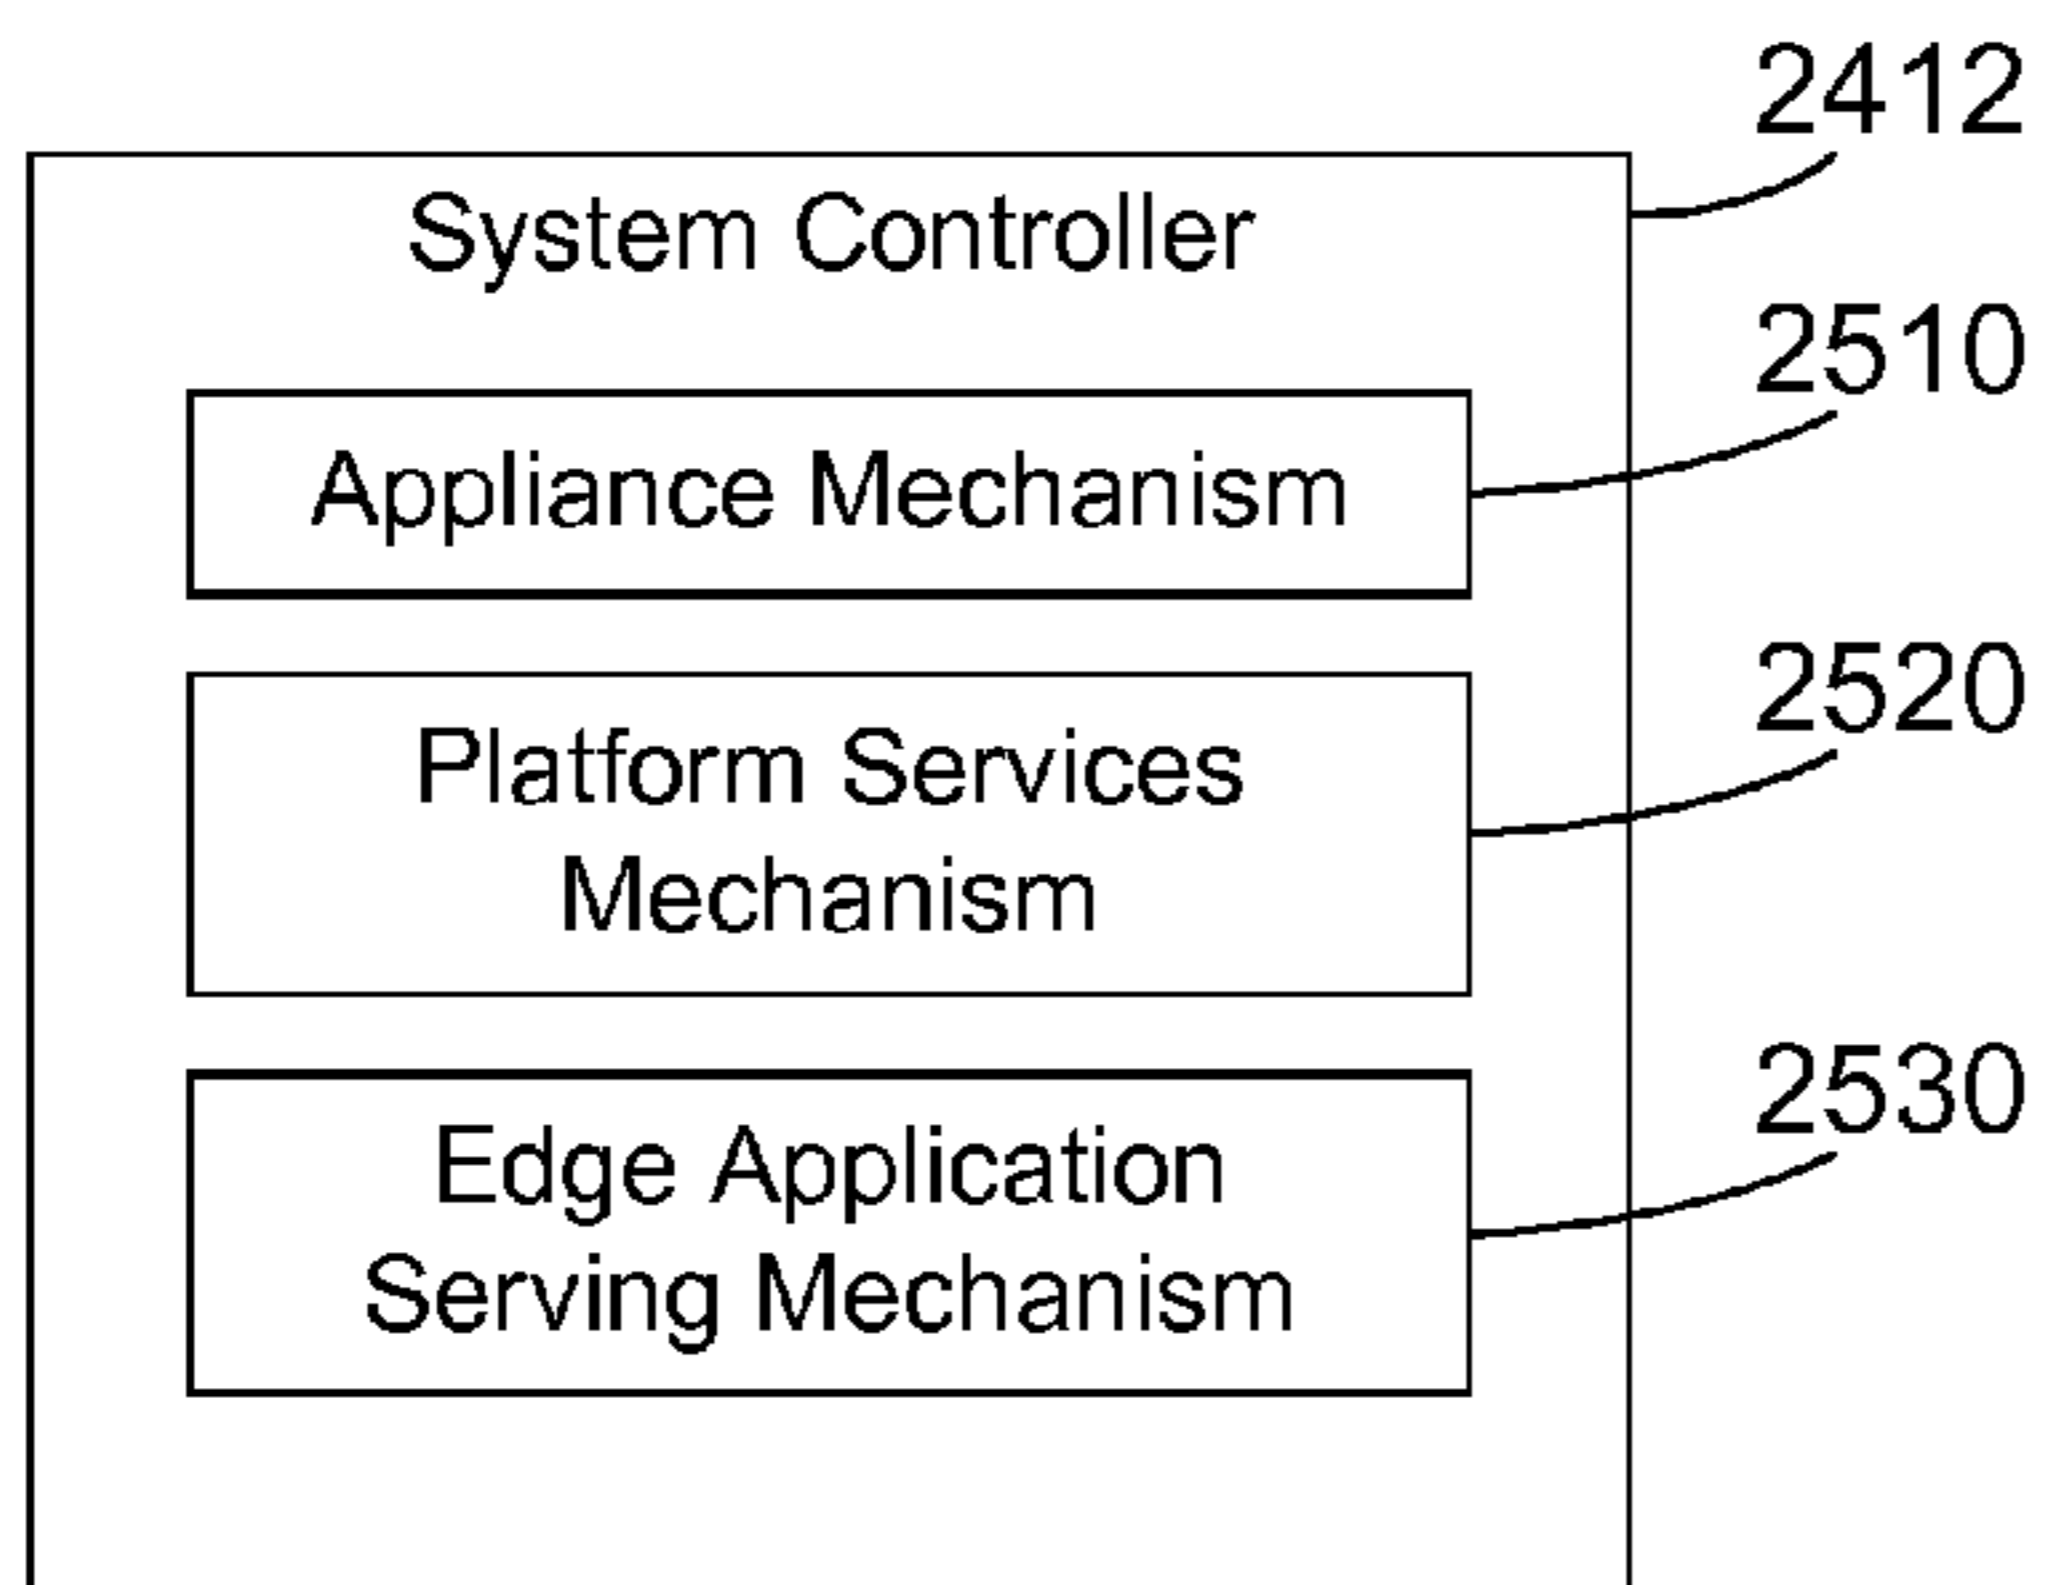 2412
System Controller
2510
Appliance Mechanism
2520
Platform Services
Mechanism
2530
Edge Application
Serving Mechanism